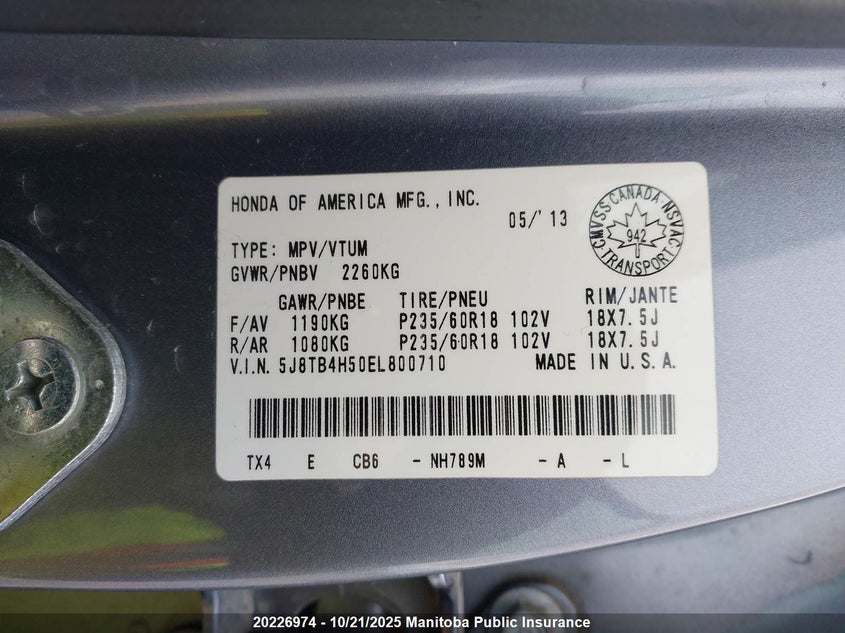 HONDA OF AMERICA MFG., INC.
05/'13
CMVSS·CANADA·NSVAC
942
TRANSPORT
TYPE: MPV/VTUM
GVWR/PNBV 2260KG
GAWR/PNBE TIRE/PNEU RIM/JANTE
F/AV 1190KG P235/60R18 102V 18X7.5J
R/AR 1080KG P235/60R18 102V 18X7.5J
V.I.N. 5J8TB4H50EL800710 MADE IN U.S.A.
TX4 E CB6 - NH789M - A - L
20226974 - 10/21/2025 Manitoba Public Insurance